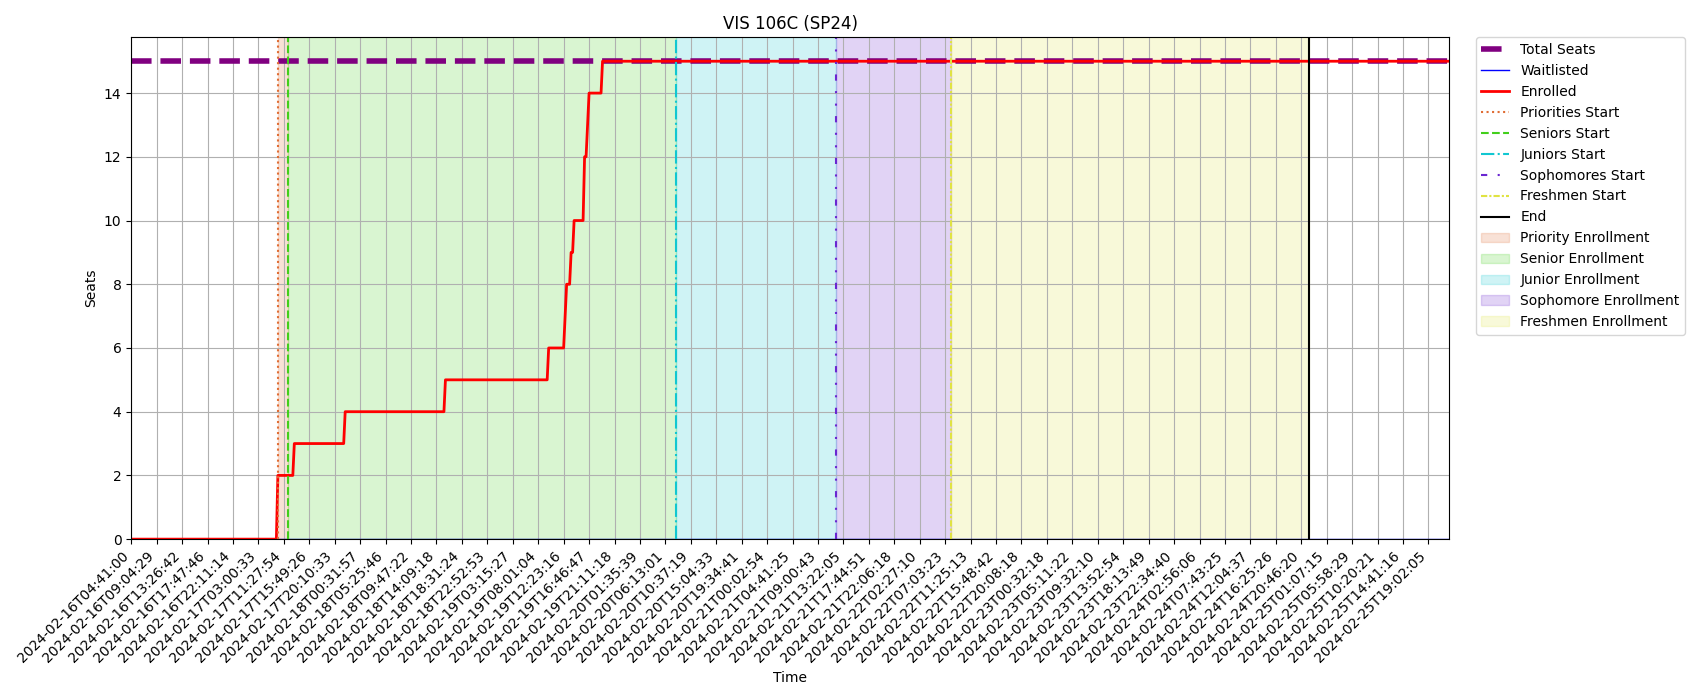 VIS 106C (SP24)
Total Seats
Waitlisted
Enrolled
Priorities Start
Seniors Start
Juniors Start
Sophomores Start
Freshmen Start
End
Priority Enrollment
Senior Enrollment
Junior Enrollment
Sophomore Enrollment
Freshmen Enrollment
Seats
14
12
10
8
6
4
2
0
2024-02-16T04:41:00
2024-02-16T09:04:29
2024-02-16T13:26:42
2024-02-16T17:47:46
2024-02-16T22:11:14
2024-02-17T03:00:33
2024-02-17T11:27:54
2024-02-17T15:49:26
2024-02-17T20:10:33
2024-02-18T00:31:57
2024-02-18T05:25:46
2024-02-18T09:47:22
2024-02-18T14:09:18
2024-02-18T18:31:24
2024-02-18T22:52:53
2024-02-19T03:15:27
2024-02-19T08:01:04
2024-02-19T12:23:16
2024-02-19T16:46:47
2024-02-19T21:11:18
2024-02-20T01:35:39
2024-02-20T06:13:01
2024-02-20T10:37:19
2024-02-20T15:04:33
2024-02-20T19:34:41
2024-02-21T00:02:54
2024-02-21T04:41:25
2024-02-21T09:00:43
2024-02-21T13:22:05
2024-02-21T17:44:51
2024-02-21T22:06:18
2024-02-22T02:27:10
2024-02-22T07:03:23
2024-02-22T11:25:13
2024-02-22T15:48:42
2024-02-22T20:08:18
2024-02-23T00:32:18
2024-02-23T05:11:22
2024-02-23T09:32:10
2024-02-23T13:52:54
2024-02-23T18:13:49
2024-02-23T22:34:40
2024-02-24T02:56:06
2024-02-24T07:43:25
2024-02-24T12:04:37
2024-02-24T16:25:26
2024-02-24T20:46:20
2024-02-25T01:07:15
2024-02-25T05:58:29
2024-02-25T10:20:21
2024-02-25T14:41:16
2024-02-25T19:02:05
Time